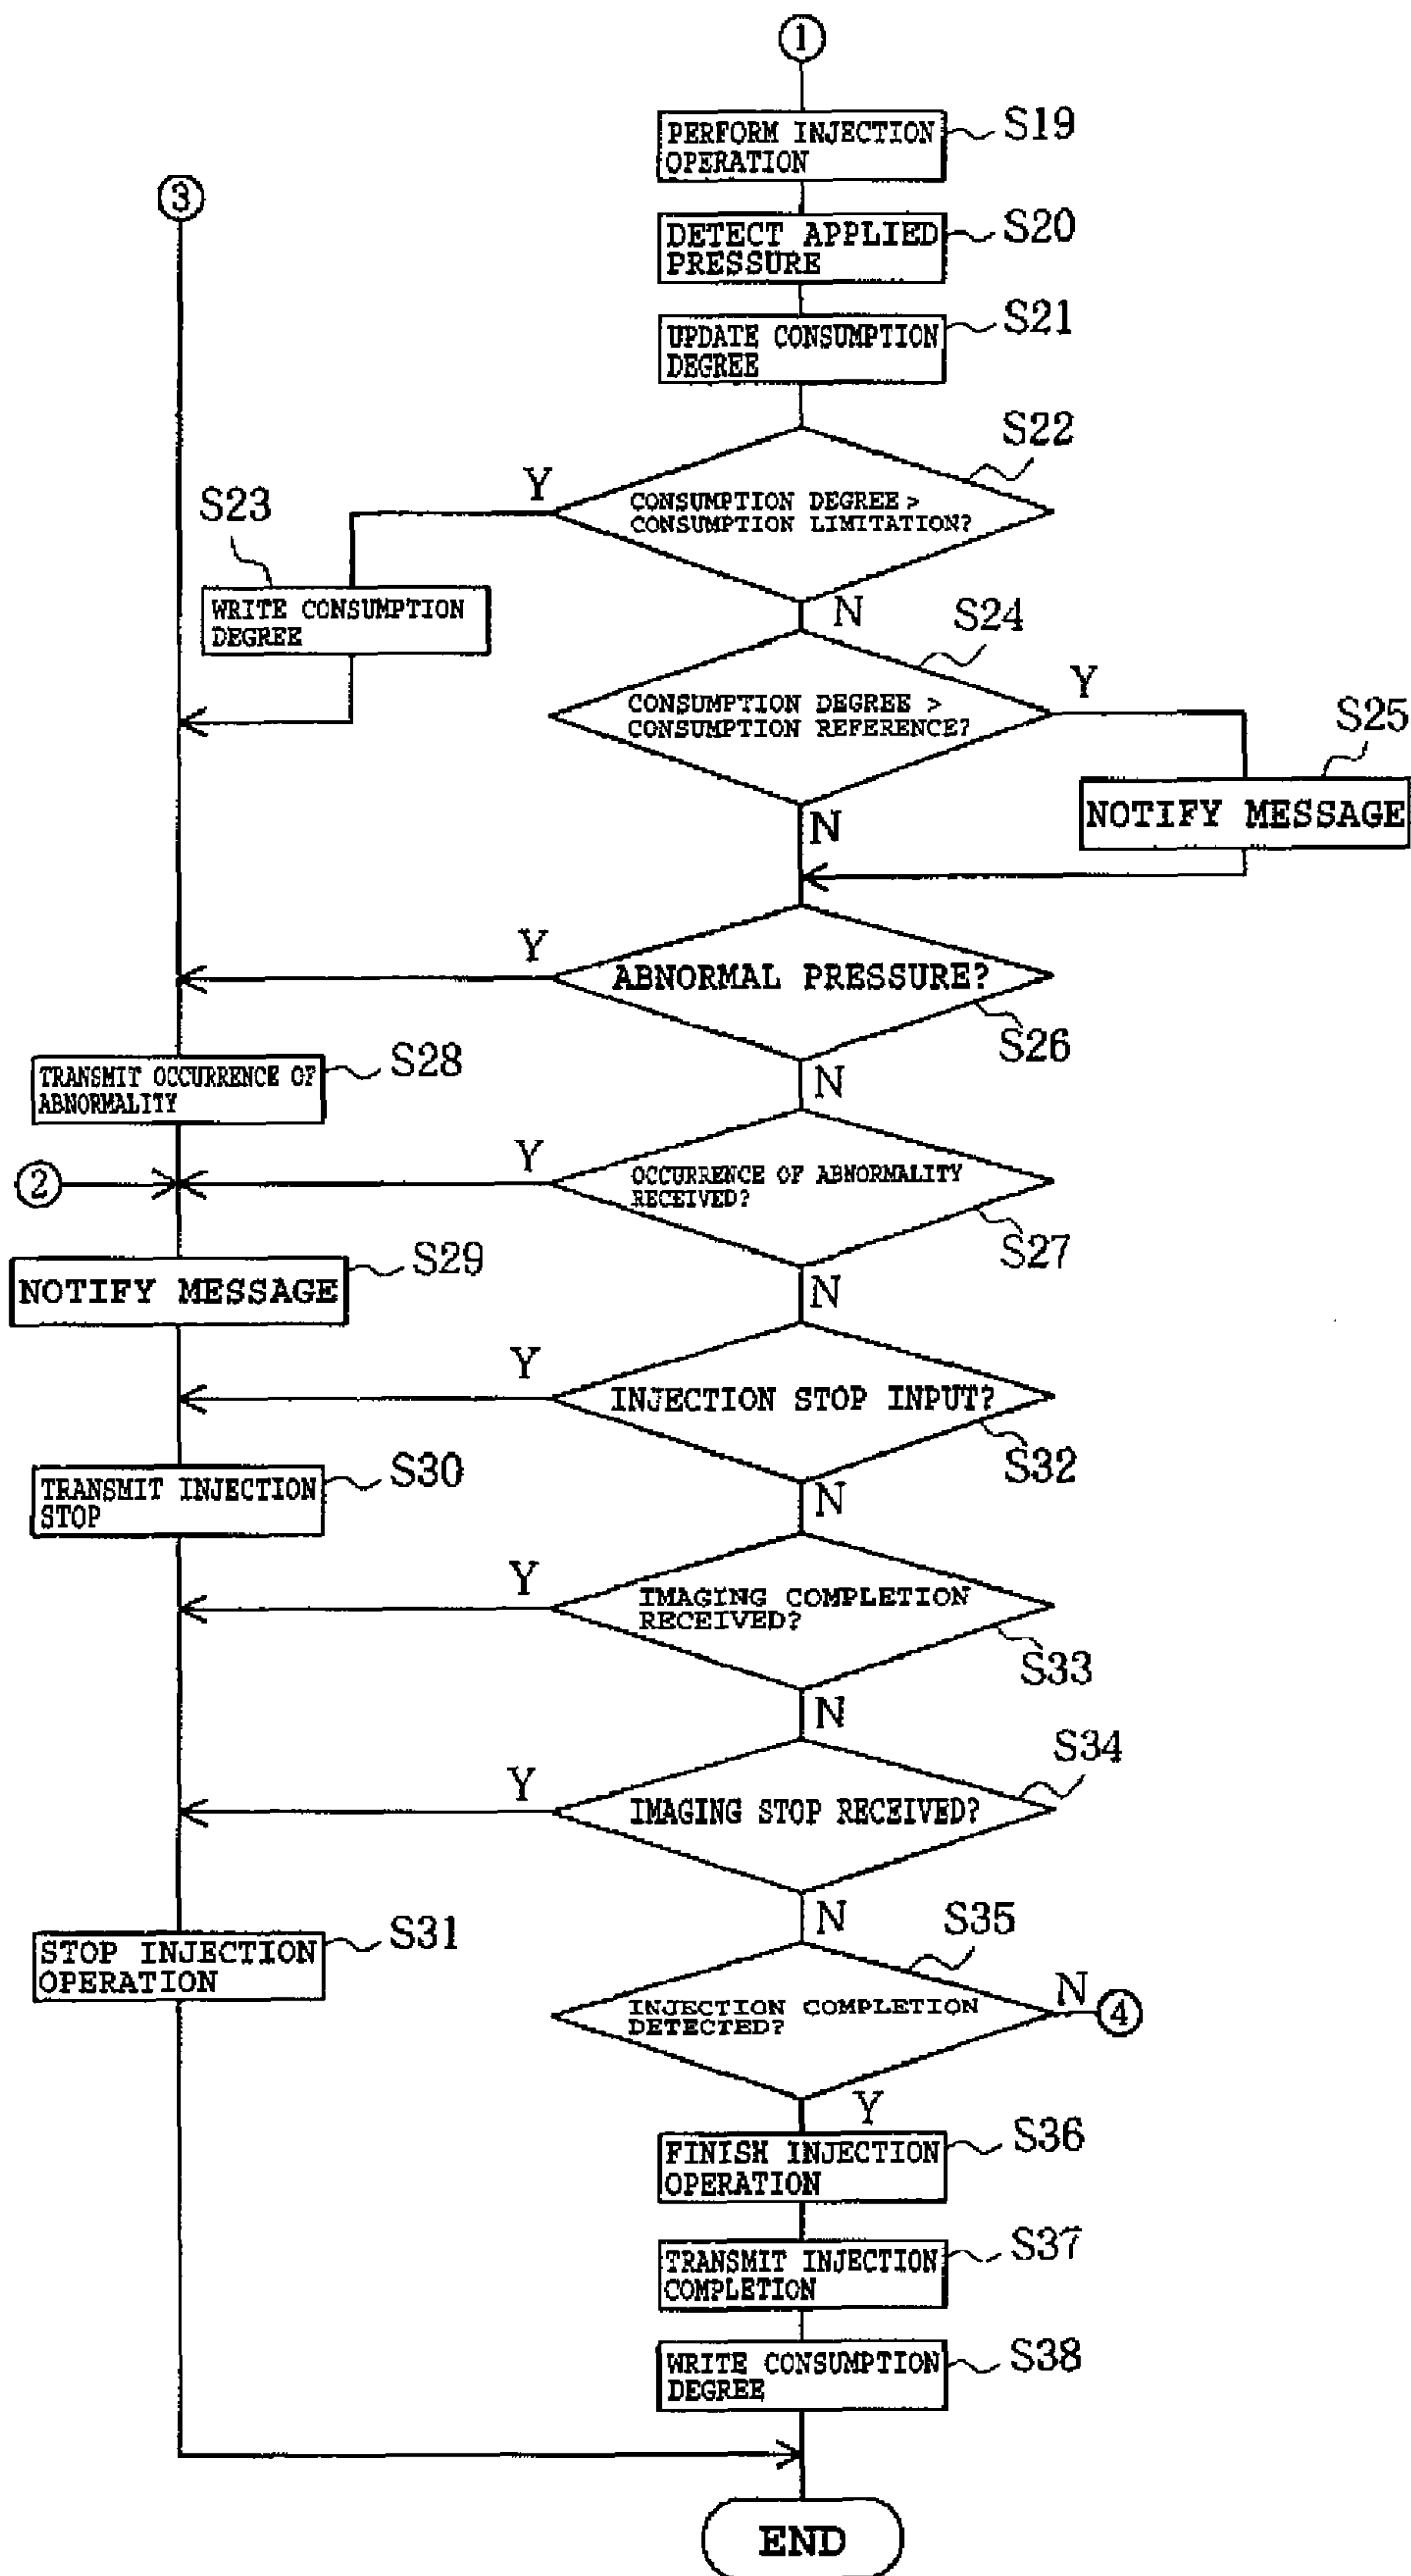 ①
PERFORM INJECTION
OPERATION
S19
③
DETECT APPLIED
PRESSURE
S20
UPDATE CONSUMPTION
DEGREE
S21
S22
Y
CONSUMPTION DEGREE >
CONSUMPTION LIMITATION?
S23
WRITE CONSUMPTION
DEGREE
N
S24
CONSUMPTION DEGREE >
CONSUMPTION REFERENCE?
Y
S25
NOTIFY MESSAGE
N
Y
ABNORMAL PRESSURE?
S26
TRANSMIT OCCURRENCE OF
ABNORMALITY
S28
N
②
Y
OCCURRENCE OF ABNORMALITY
RECEIVED?
S27
NOTIFY MESSAGE
S29
N
Y
INJECTION STOP INPUT?
S32
TRANSMIT INJECTION
STOP
S30
N
Y
IMAGING COMPLETION
RECEIVED?
S33
N
S34
Y
IMAGING STOP RECEIVED?
N
S35
STOP INJECTION
OPERATION
S31
INJECTION COMPLETION
DETECTED?
N
④
Y
FINISH INJECTION
OPERATION
S36
TRANSMIT INJECTION
COMPLETION
S37
WRITE CONSUMPTION
DEGREE
S38
END